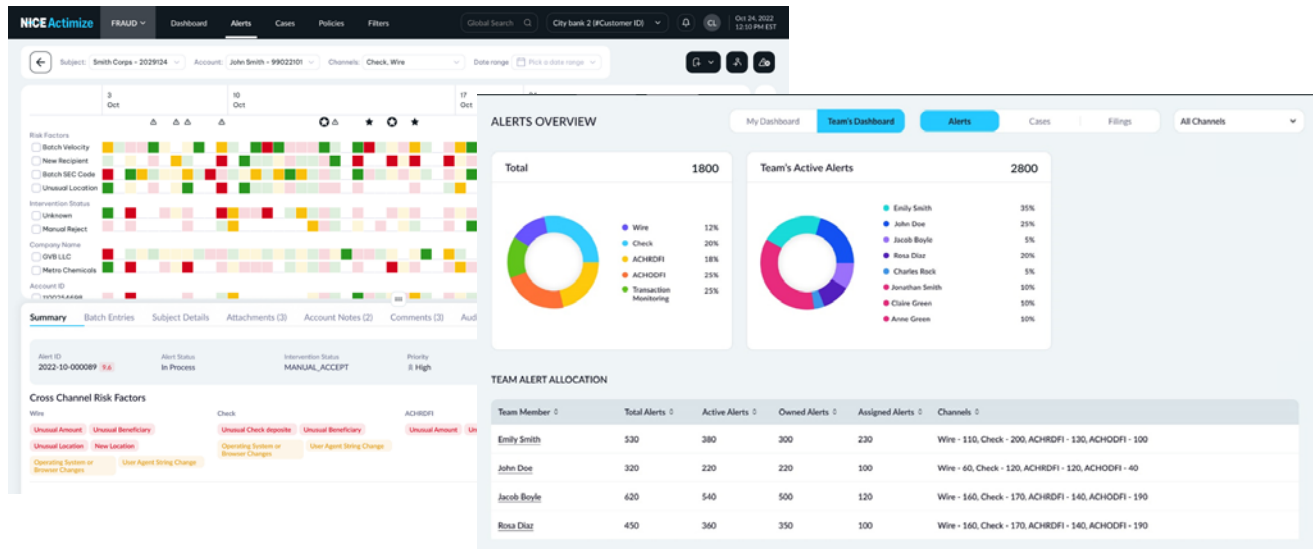 NICE Actimize FRAUD Dashboard Alerts Cases Policies Filters Global Search City bank 2 (#Customer ID) CL Oct 24, 2022
12:10 PM EST
Subject: Smith Corps - 2029124 Account: John Smith - 99022101 Channels: Check, Wire Date range Pick a date range
3 10 17
Oct Oct Oct
Risk Factors
Batch Velocity
New Recipient
Batch SEC Code
Unusual Location
Intervention Status
Unknown
Manual Reject
Company Name
OVB LLC
Metro Chemicals
Account ID
Summary Batch Entries Subject Details Attachments (3) Account Notes (2) Comments (3) Aud
Alert ID Alert Status Intervention Status Priority
2022-10-000089 9.6 In Process MANUAL_ACCEPT High
Cross Channel Risk Factors
Wire Check ACHRDFI
Unusual Amount Unusual Beneficiary Unusual Check deposite Unusual Beneficiary Unusual Amount Un
Unusual Location New Location
Operating System or
Browser Changes
User Agent String Change
Operating System or
Browser Changes
User Agent String Change
ALERTS OVERVIEW My Dashboard Team's Dashboard Alerts Cases Filings All Channels
Total 1800
Wire 12%
Check 20%
ACHRDFI 18%
ACHODFI 25%
Transaction
Monitoring 25%
Team's Active Alerts 2800
Emily Smith 35%
John Doe 25%
Jacob Boyle 5%
Rosa Diaz 20%
Charles Rock 5%
Jonathan Smith 10%
Claire Green 10%
Anne Green 10%
TEAM ALERT ALLOCATION
Team Member Total Alerts Active Alerts Owned Alerts Assigned Alerts Channels
Emily Smith 530 380 300 230 Wire - 110, Check - 200, ACHRDFI - 130, ACHODFI - 100
John Doe 320 220 220 100 Wire - 60, Check - 120, ACHRDFI - 120, ACHODFI - 40
Jacob Boyle 620 540 500 120 Wire - 160, Check - 170, ACHRDFI - 140, ACHODFI - 190
Rosa Diaz 450 360 350 100 Wire - 160, Check - 170, ACHRDFI - 140, ACHODFI - 190